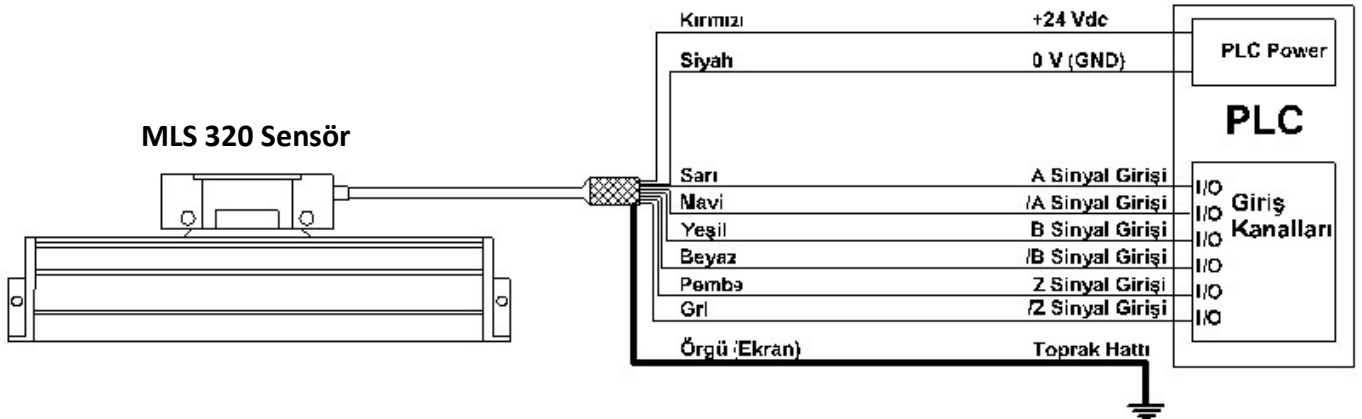 Kırmızı +24 Vdc
PLC Power
Siyah 0 V (GND)
PLC
MLS 320 Sensör
Sarı A Sinyal Girişi I/O
Mavi /A Sinyal Girişi I/O
Giriş
Kanalları
Yeşil B Sinyal Girişi I/O
Beyaz /B Sinyal Girişi I/O
Pembe Z Sinyal Girişi I/O
Gri /Z Sinyal Girişi I/O
Örgü (Ekran) Toprak Hattı